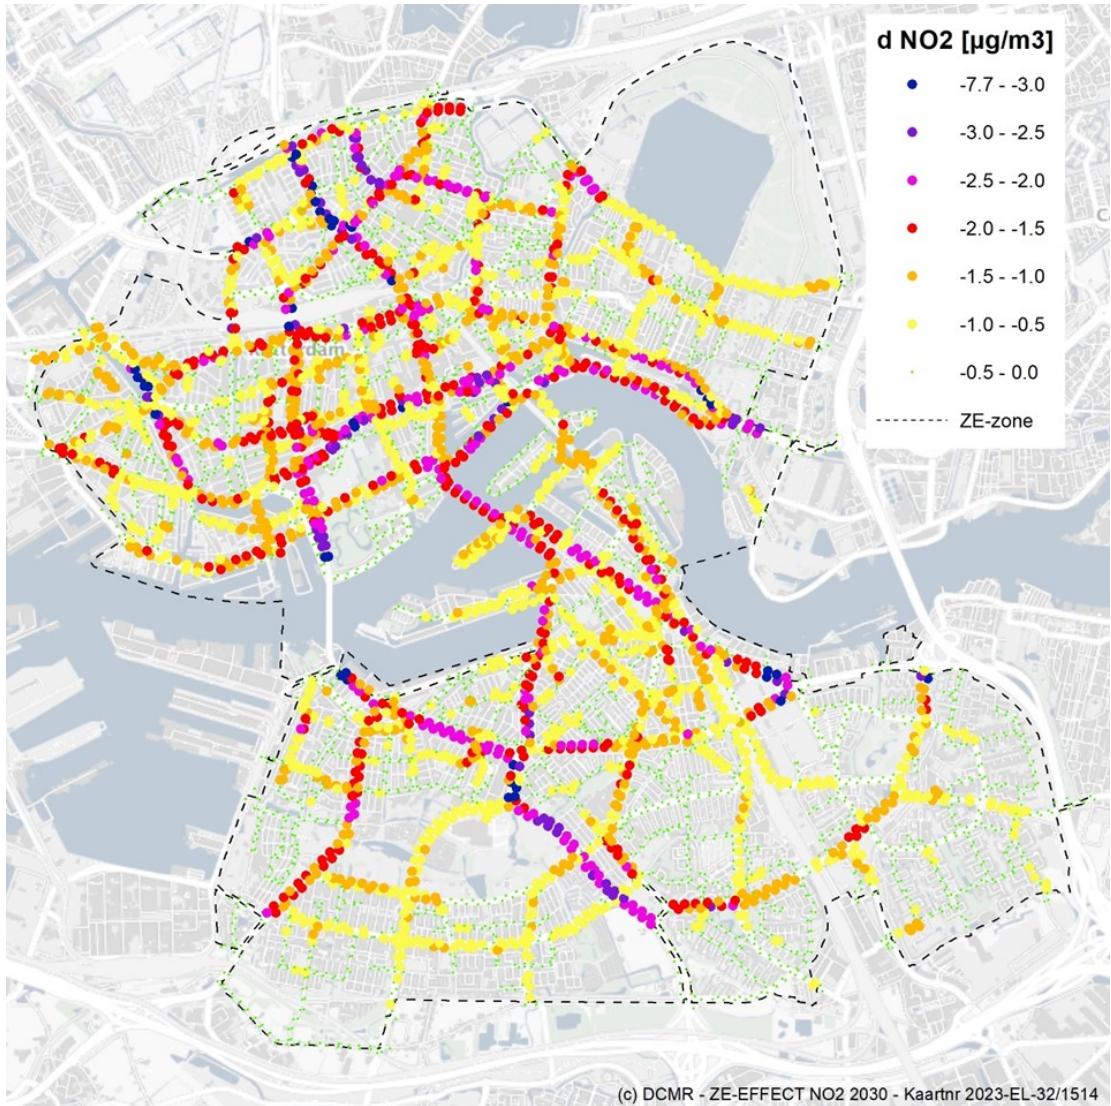 d NO2 [µg/m3]
-7.7 - -3.0
-3.0 - -2.5
-2.5 - -2.0
-2.0 - -1.5
-1.5 - -1.0
-1.0 - -0.5
-0.5 - 0.0
ZE-zone
(c) DCMR - ZE-EFFECT NO2 2030 - Kaartnr 2023-EL-32/1514